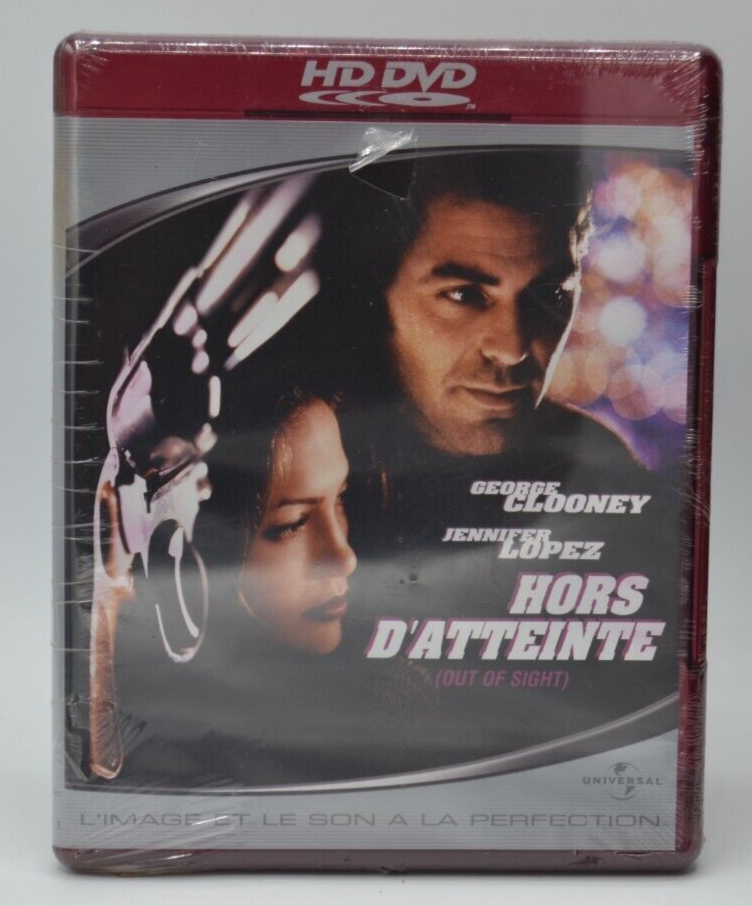 HD DVD
GEORGE
CLOONEY
JENNIFER
LOPEZ
HORS
D'ATTEINTE
(OUT OF SIGHT)
UNIVERSAL
L'IMAGE ET LE SON A LA PERFECTION